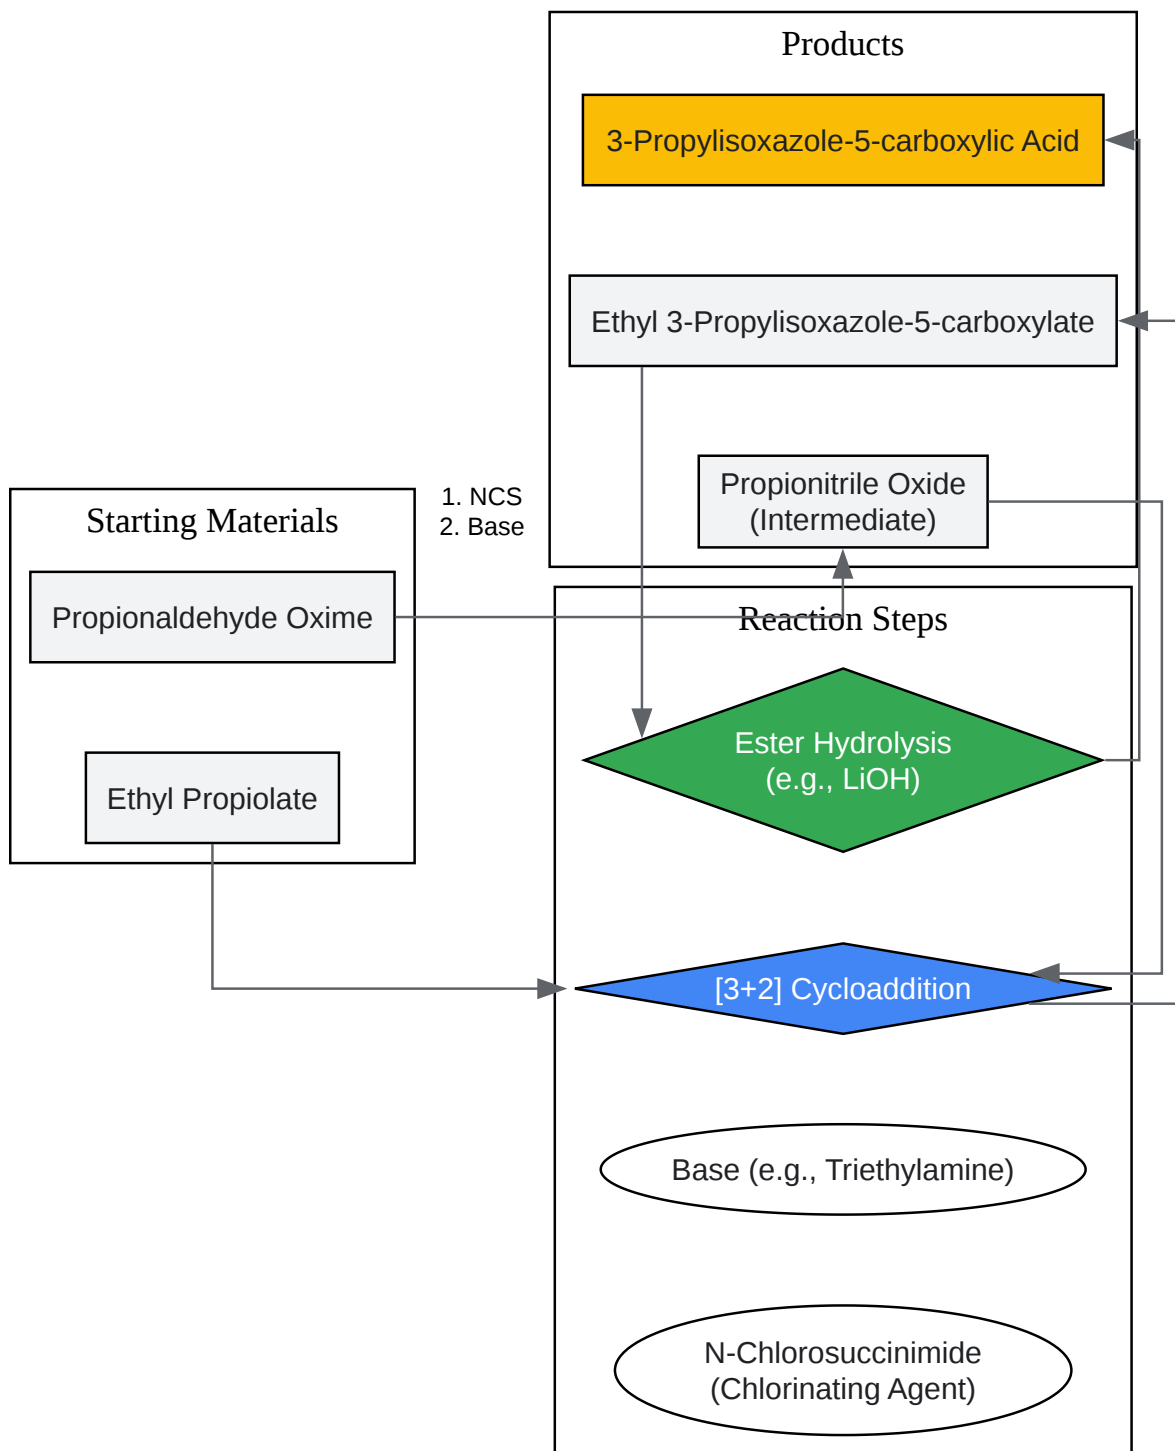 Products
3-Propylisoxazole-5-carboxylic Acid
Ethyl 3-Propylisoxazole-5-carboxylate
Propionitrile Oxide
(Intermediate)
1. NCS
2. Base
Starting Materials
Propionaldehyde Oxime
Ethyl Propiolate
Reaction Steps
Ester Hydrolysis
(e.g., LiOH)
[3+2] Cycloaddition
Base (e.g., Triethylamine)
N-Chlorosuccinimide
(Chlorinating Agent)